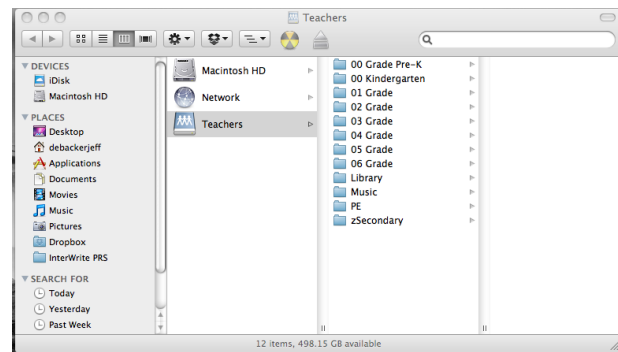 Teachers
DEVICES
iDisk
Macintosh HD
PLACES
Desktop
debackerjeff
Applications
Documents
Movies
Music
Pictures
Dropbox
InterWrite PRS
SEARCH FOR
Today
Yesterday
Past Week
Macintosh HD
Network
Teachers
00 Grade Pre-K
00 Kindergarten
01 Grade
02 Grade
03 Grade
04 Grade
05 Grade
06 Grade
Library
Music
PE
zSecondary
12 items, 498.15 GB available